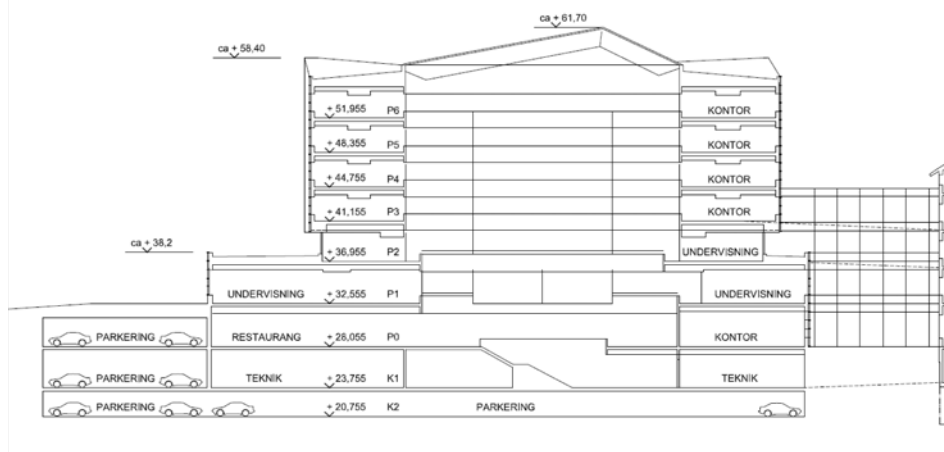 ca + 61,70
ca + 58,40
+ 51,955 P6 KONTOR
+ 48,355 P5 KONTOR
+ 44,755 P4 KONTOR
+ 41,155 P3 KONTOR
ca + 38,2
+ 36,955 P2 UNDERVISNING
UNDERVISNING + 32,555 P1 UNDERVISNING
PARKERING RESTAURANG + 28,055 P0 KONTOR
PARKERING TEKNIK + 23,755 K1 TEKNIK
PARKERING + 20,755 K2 PARKERING